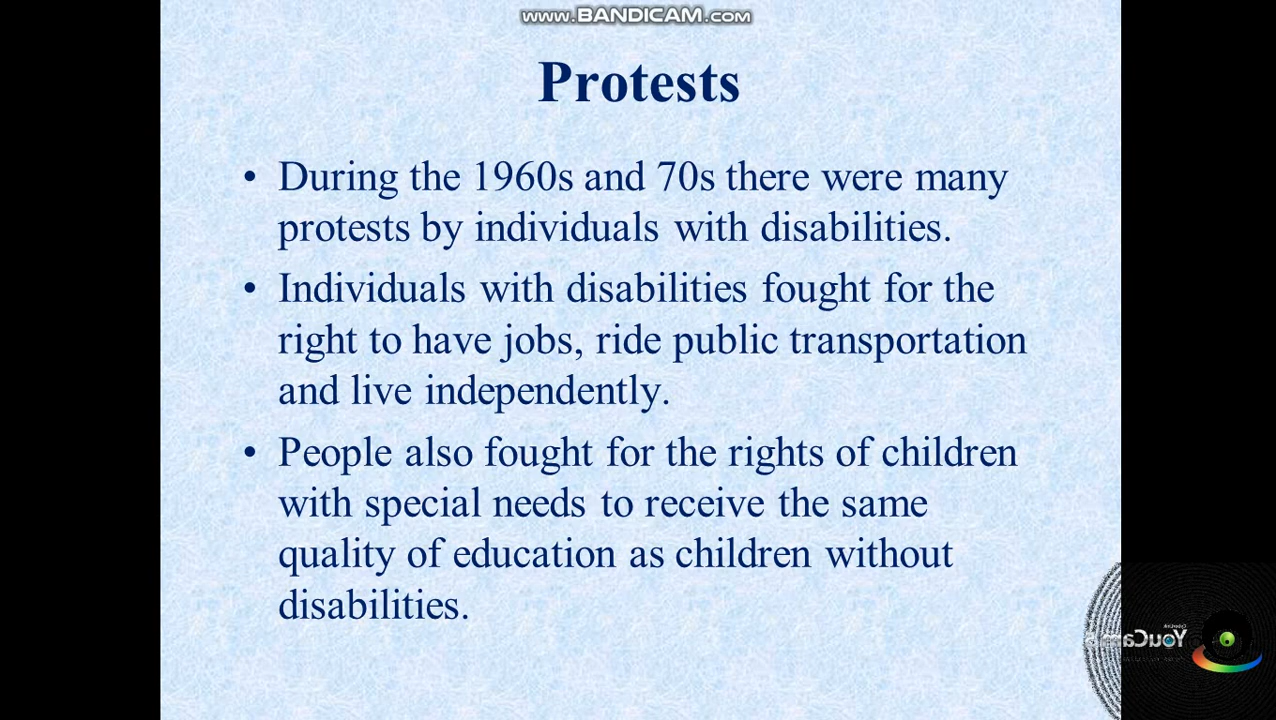 www.BANDICAM.com
Protests
• During the 1960s and 70s there were many
protests by individuals with disabilities.
• Individuals with disabilities fought for the
right to have jobs, ride public transportation
and live independently.
• People also fought for the rights of children
with special needs to receive the same
quality of education as children without
disabilities.
YouCam